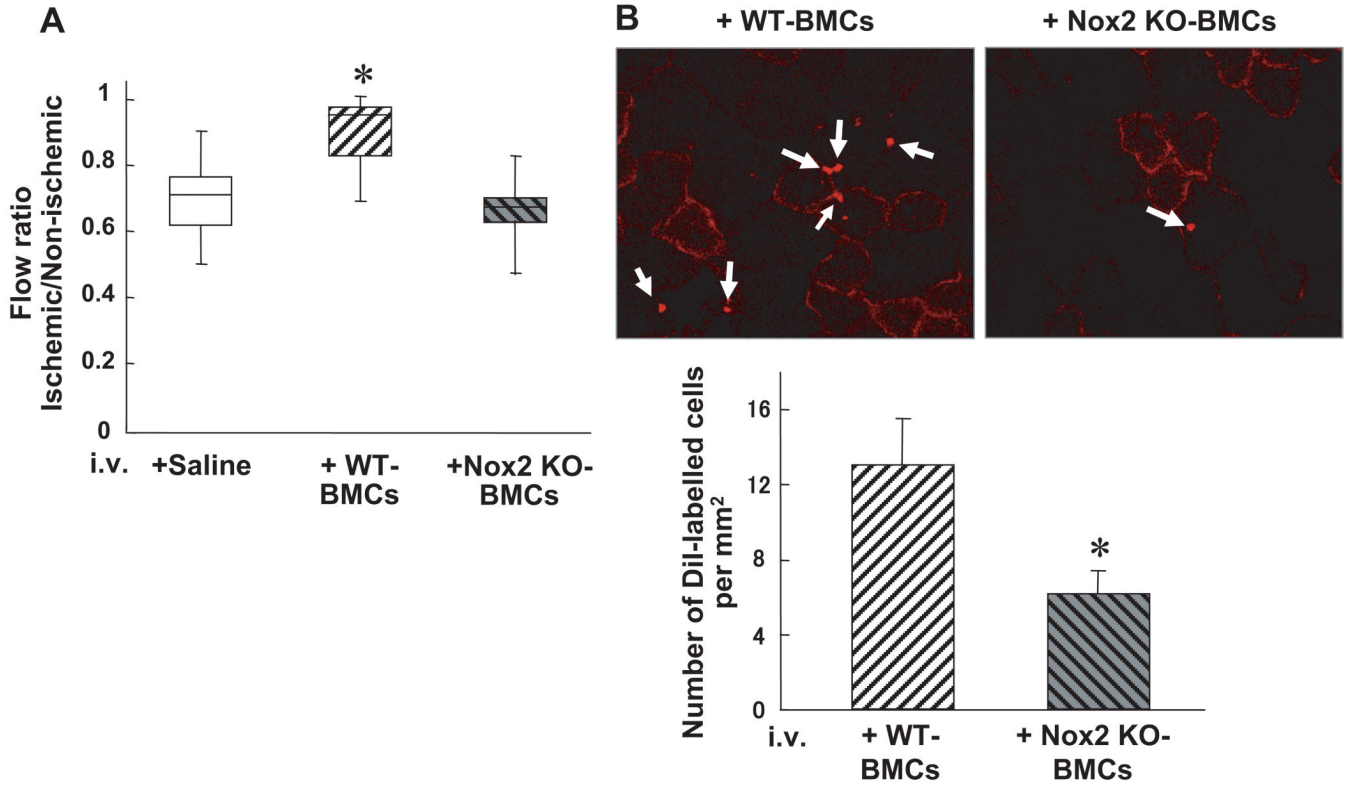 A
*
1
0.8
0.6
0.4
0.2
0
Flow ratio
Ischemic/Non-ischemic
i.v. +Saline + WT- +Nox2 KO-
BMCs BMCs
B
+ WT-BMCs + Nox2 KO-BMCs
16
12
8
4
0
*
Number of DiI-labelled cells
per mm²
i.v. + WT- + Nox2 KO-
BMCs BMCs